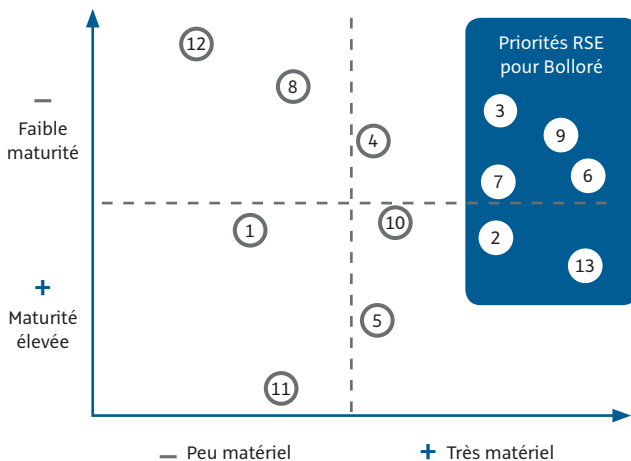 Priorités RSE
pour Bolloré
12
8
3
9
4
–
Faible
maturité
7
6
1
10
2
13
+
Maturité
élevée
5
11
– Peu matériel
+ Très matériel